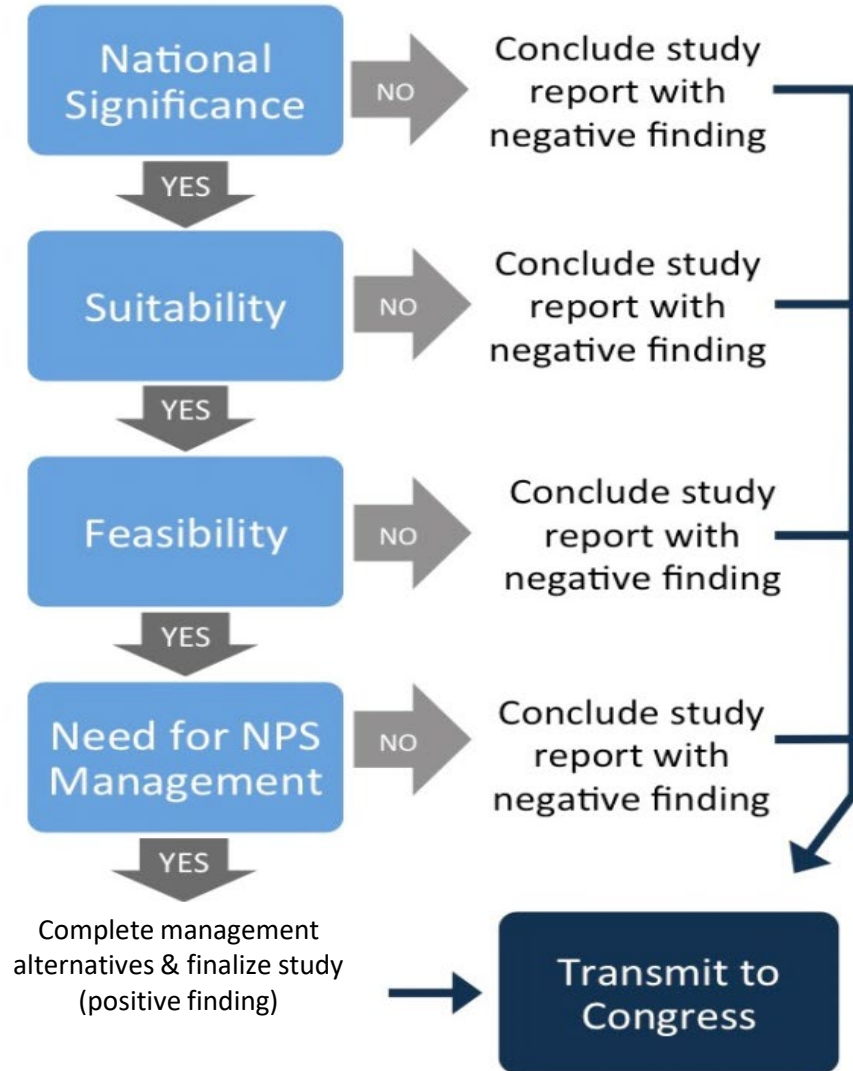 National
Significance
NO
Conclude study
report with
negative finding
YES
Suitability
NO
Conclude study
report with
negative finding
YES
Feasibility
NO
Conclude study
report with
negative finding
YES
Need for NPS
Management
NO
Conclude study
report with
negative finding
YES
Complete management
alternatives & finalize study
(positive finding)
Transmit to
Congress